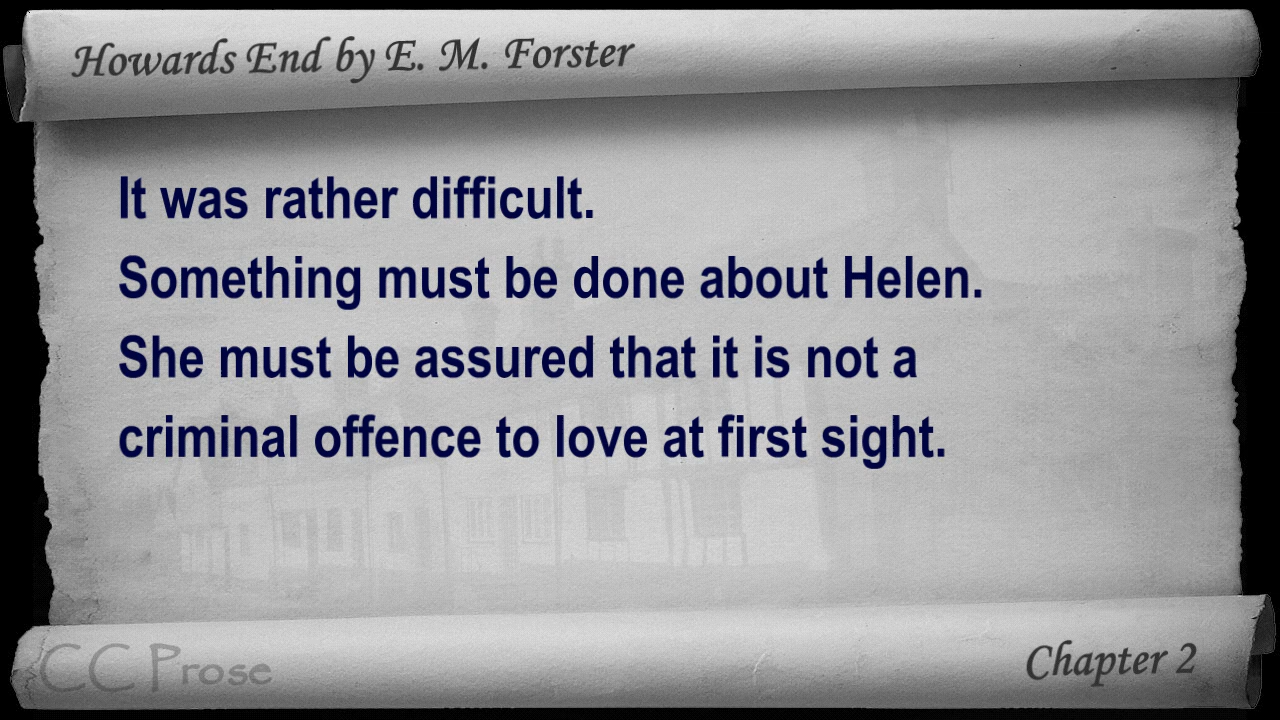 Howards End by E. M. Forster
It was rather difficult.
Something must be done about Helen.
She must be assured that it is not a
criminal offence to love at first sight.
CC Prose
Chapter 2